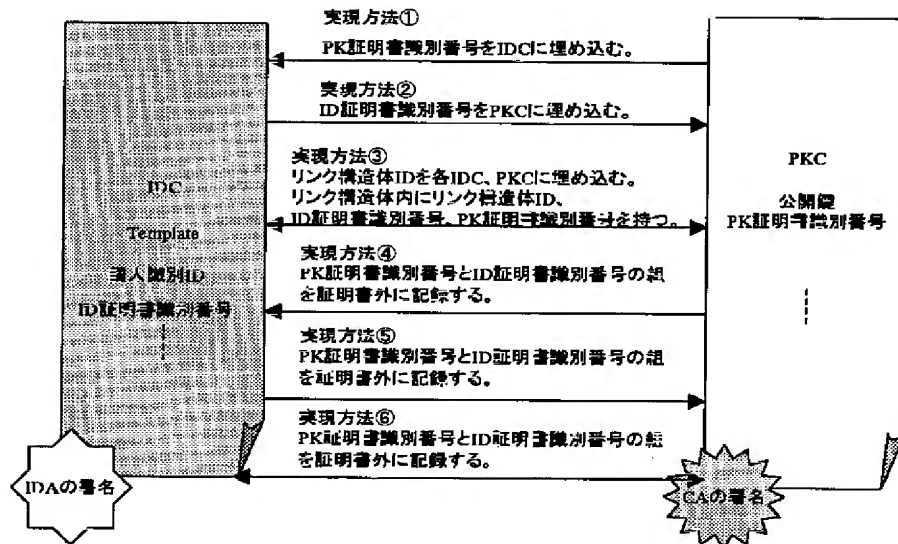 実現方法①
PK証明書識別番号をIDCに埋め込む。
実現方法②
ID証明書識別番号をPKCに埋め込む。
実現方法③
リンク構造体IDを各IDC、PKCに埋め込む。
リンク構造体内にリンク構造体ID、
ID証明書識別番号、PK証明書識別番号を持つ。
実現方法④
PK証明書識別番号とID証明書識別番号の組
を証明書外に記録する。
実現方法⑤
PK証明書識別番号とID証明書識別番号の組
を証明書外に記録する。
実現方法⑥
PK証明書識別番号とID証明書識別番号の組
を証明書外に記録する。
IDC
Template
個人識別ID
ID証明書識別番号
IDAの署名
PKC
公開鍵
PK証明書識別番号
CAの署名